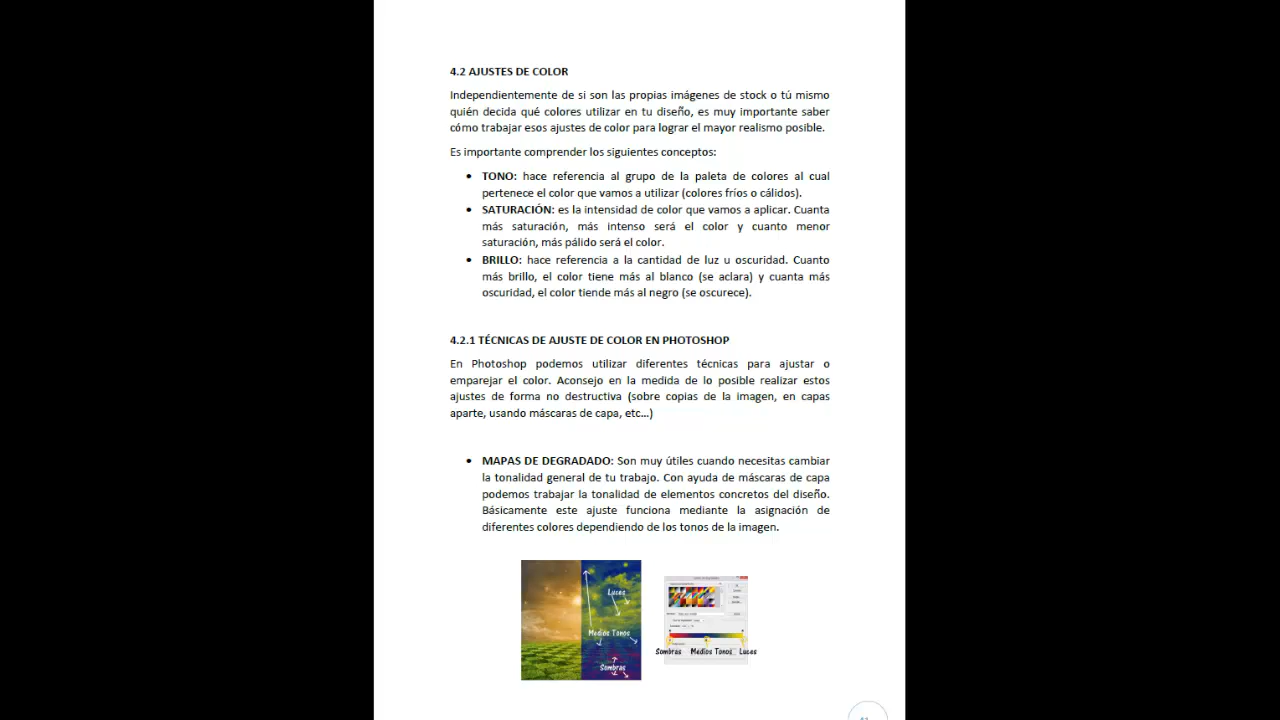 4.2 AJUSTES DE COLOR
Independientemente de si son las propias imágenes de stock o tú mismo
quién decida qué colores utilizar en tu diseño, es muy importante saber
cómo trabajar esos ajustes de color para lograr el mayor realismo posible.
Es importante comprender los siguientes conceptos:
• TONO: hace referencia al grupo de la paleta de colores al cual
pertenece el color que vamos a utilizar (colores fríos o cálidos).
• SATURACIÓN: es la intensidad de color que vamos a aplicar. Cuanta
más saturación, más intenso será el color y cuanto menor
saturación, más pálido será el color.
• BRILLO: hace referencia a la cantidad de luz u oscuridad. Cuanto
más brillo, el color tiene más al blanco (se aclara) y cuanta más
oscuridad, el color tiende más al negro (se oscurece).
4.2.1 TÉCNICAS DE AJUSTE DE COLOR EN PHOTOSHOP
En Photoshop podemos utilizar diferentes técnicas para ajustar o
emparejar el color. Aconsejo en la medida de lo posible realizar estos
ajustes de forma no destructiva (sobre copias de la imagen, en capas
aparte, usando máscaras de capa, etc...)
• MAPAS DE DEGRADADO: Son muy útiles cuando necesitas cambiar
la tonalidad general de tu trabajo. Con ayuda de máscaras de capa
podemos trabajar la tonalidad de elementos concretos del diseño.
Básicamente este ajuste funciona mediante la asignación de
diferentes colores dependiendo de los tonos de la imagen.
Luces
Medios Tonos
Sombras
Sombras Medios Tonos Luces